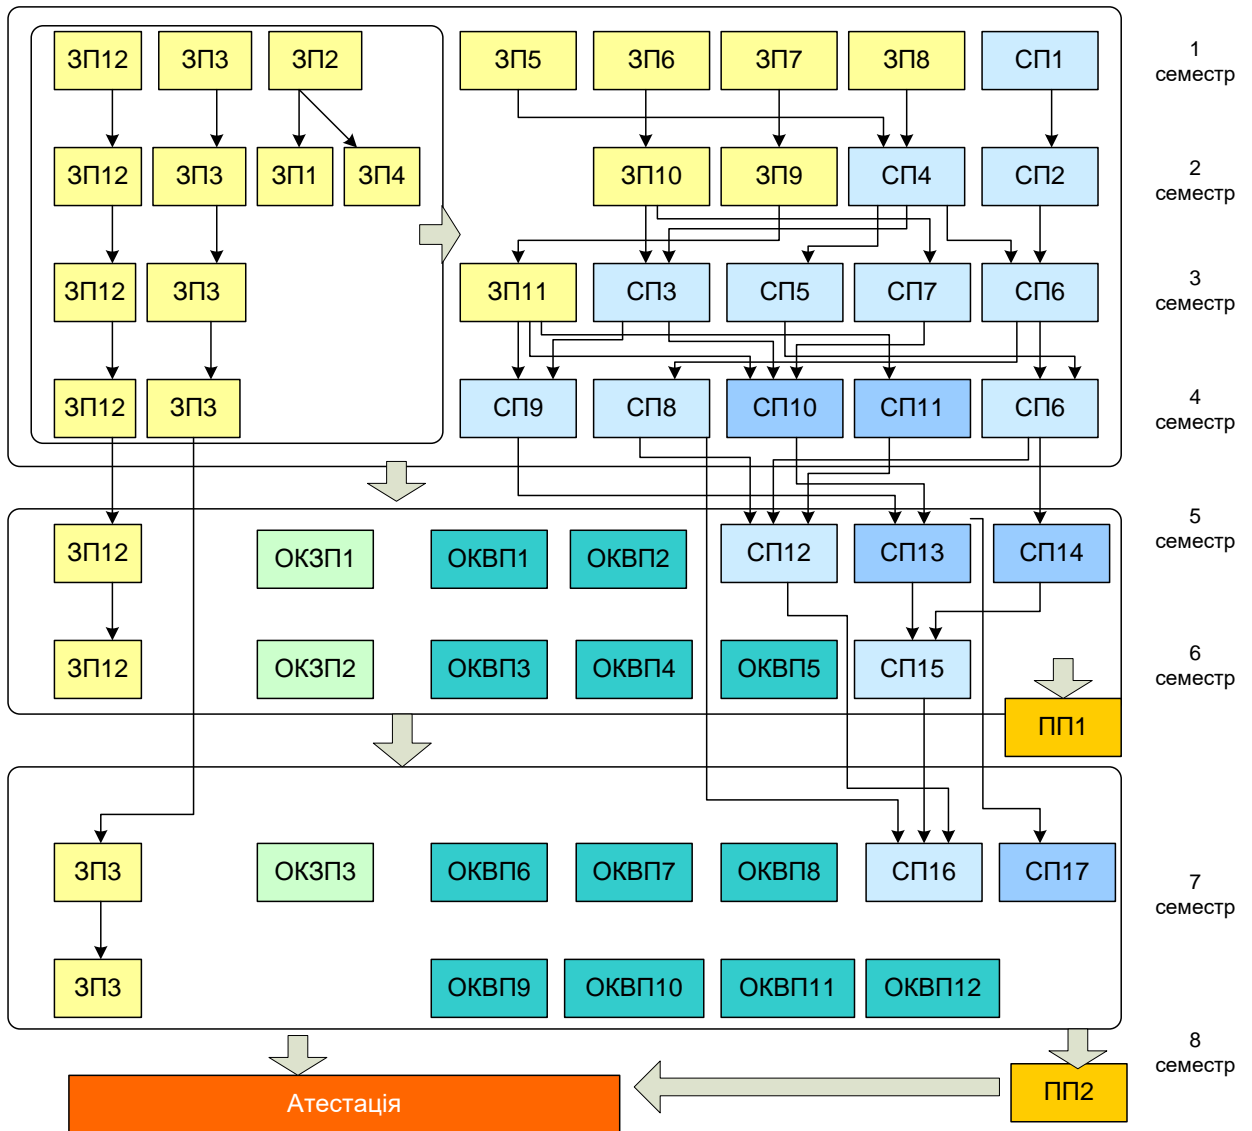 ЗП12 ЗП3 ЗП2 ЗП5 ЗП6 ЗП7 ЗП8 СП1
1
семестр
ЗП12 ЗП3 ЗП1 ЗП4 ЗП10 ЗП9 СП4 СП2
2
семестр
ЗП12 ЗП3 ЗП11 СП3 СП5 СП7 СП6
3
семестр
ЗП12 ЗП3 СП9 СП8 СП10 СП11 СП6
4
семестр
ЗП12 ОКЗП1 ОКВП1 ОКВП2 СП12 СП13 СП14
5
семестр
ЗП12 ОКЗП2 ОКВП3 ОКВП4 ОКВП5 СП15
6
семестр
ПП1
ЗП3 ОКЗП3 ОКВП6 ОКВП7 ОКВП8 СП16 СП17
7
семестр
ЗП3 ОКВП9 ОКВП10 ОКВП11 ОКВП12
8
семестр
Атестація ПП2